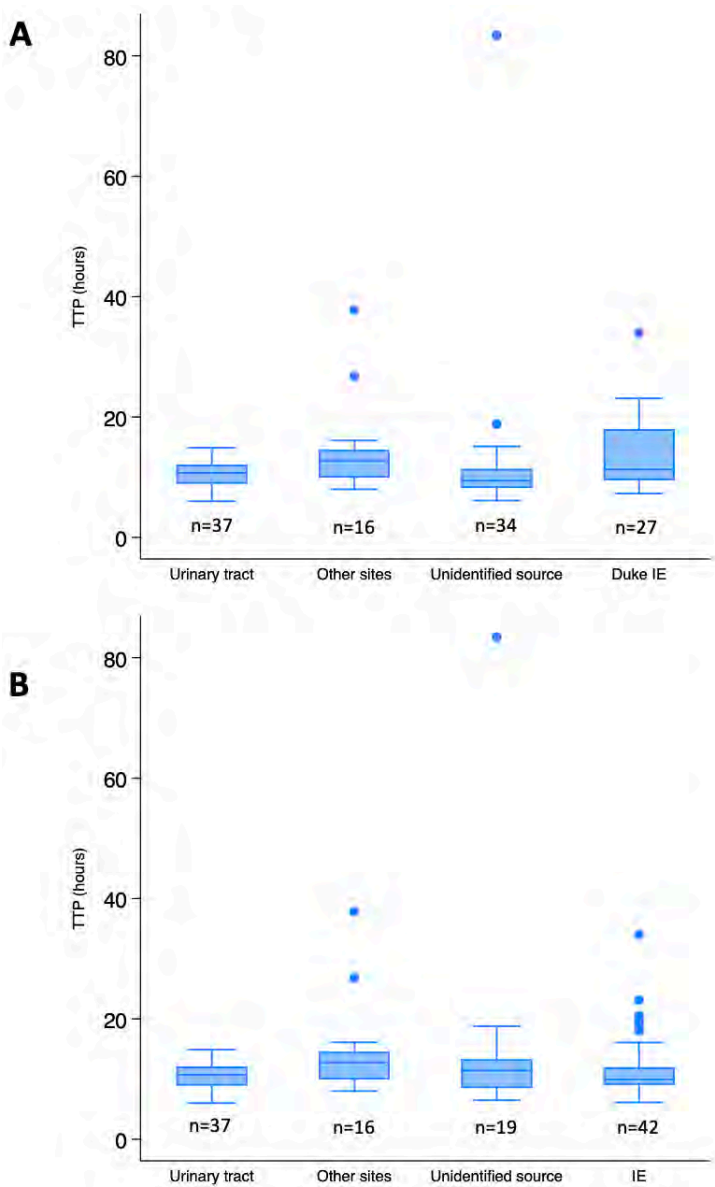 A
80
60
40
20
0
TTP (hours)
n=37 n=16 n=34 n=27
Urinary tract Other sites Unidentified source Duke IE
B
80
60
40
20
0
TTP (hours)
n=37 n=16 n=19 n=42
Urinary tract Other sites Unidentified source IE